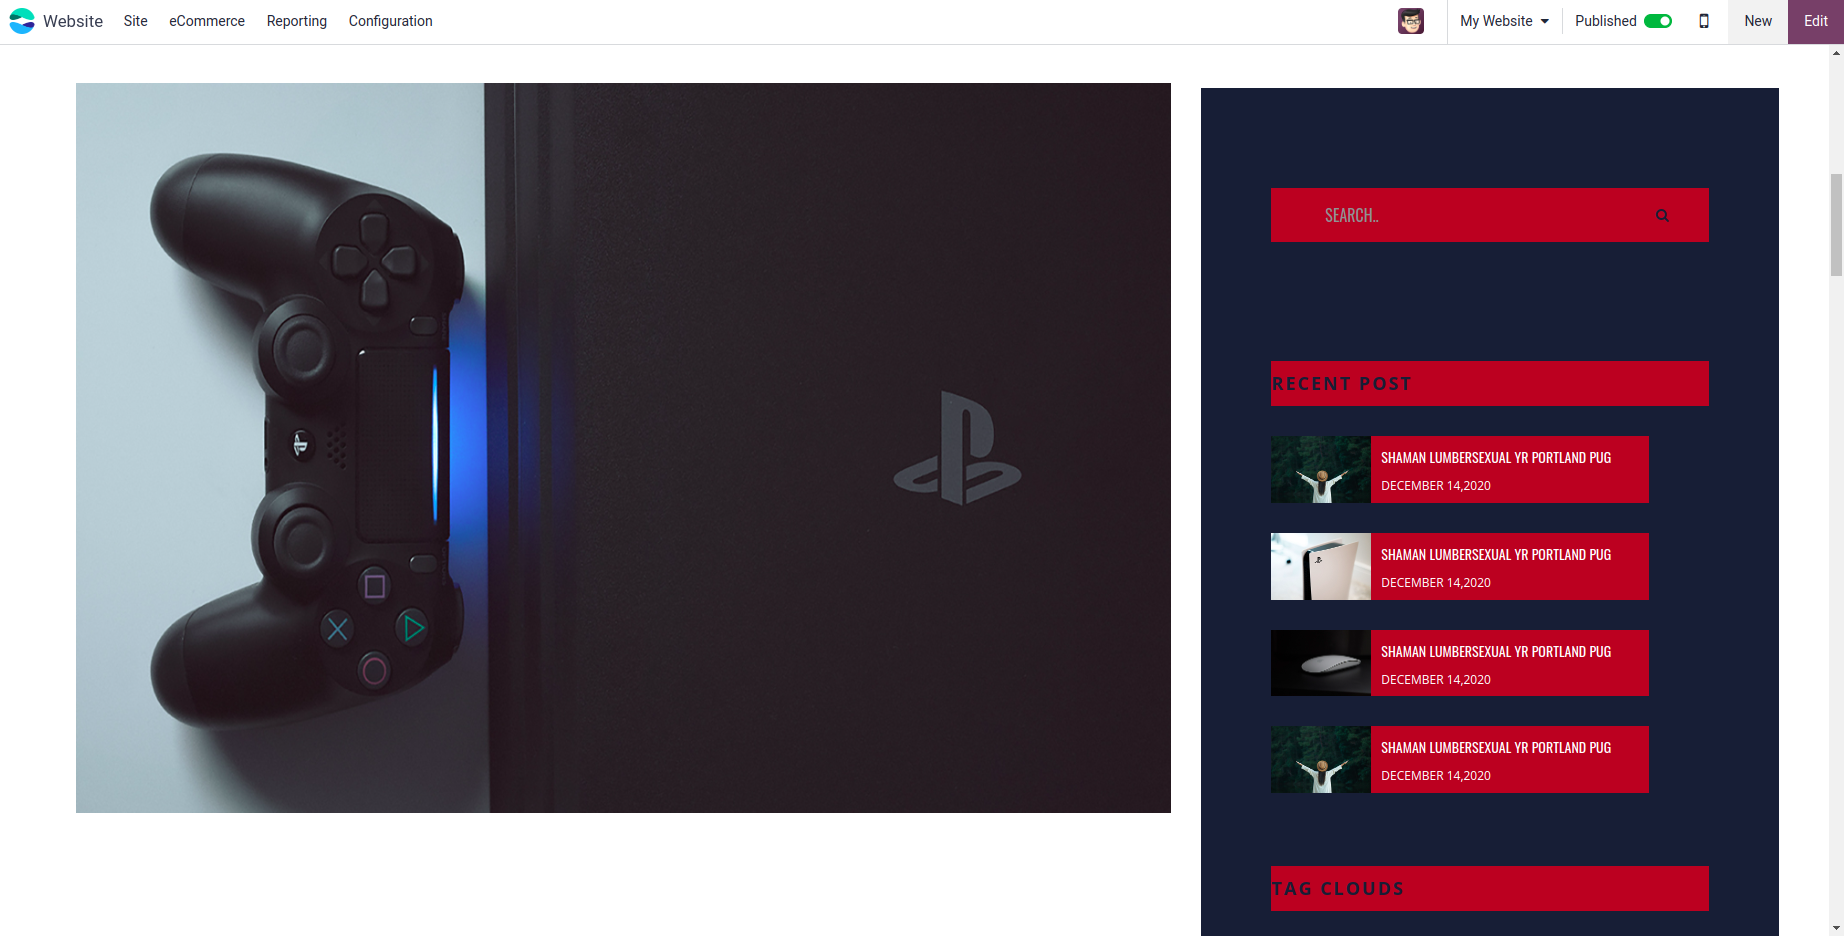 Website Site eCommerce Reporting Configuration My Website Published New Edit
SEARCH..
RECENT POST
SHAMAN LUMBERSEXUAL YR PORTLAND PUG
DECEMBER 14,2020
SHAMAN LUMBERSEXUAL YR PORTLAND PUG
DECEMBER 14,2020
SHAMAN LUMBERSEXUAL YR PORTLAND PUG
DECEMBER 14,2020
SHAMAN LUMBERSEXUAL YR PORTLAND PUG
DECEMBER 14,2020
TAG CLOUDS